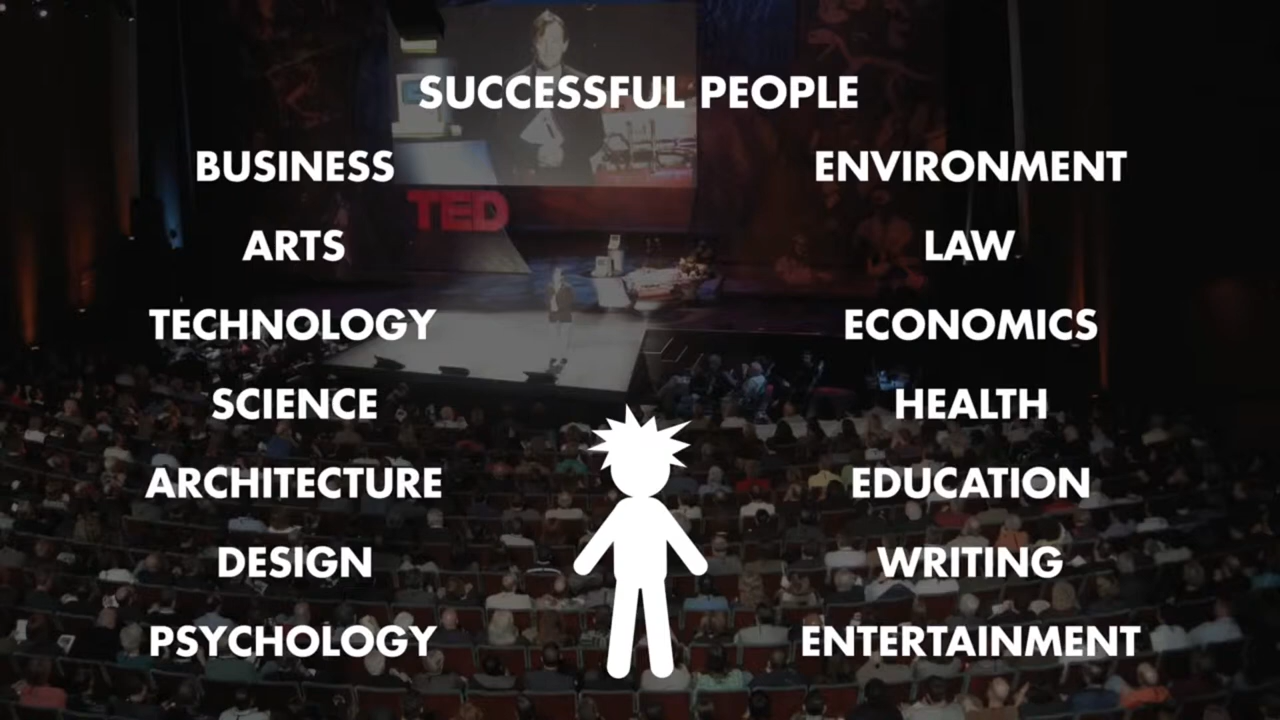 SUCCESSFUL PEOPLE
BUSINESS
ARTS
TECHNOLOGY
SCIENCE
ARCHITECTURE
DESIGN
PSYCHOLOGY
ENVIRONMENT
LAW
ECONOMICS
HEALTH
EDUCATION
WRITING
ENTERTAINMENT
TED